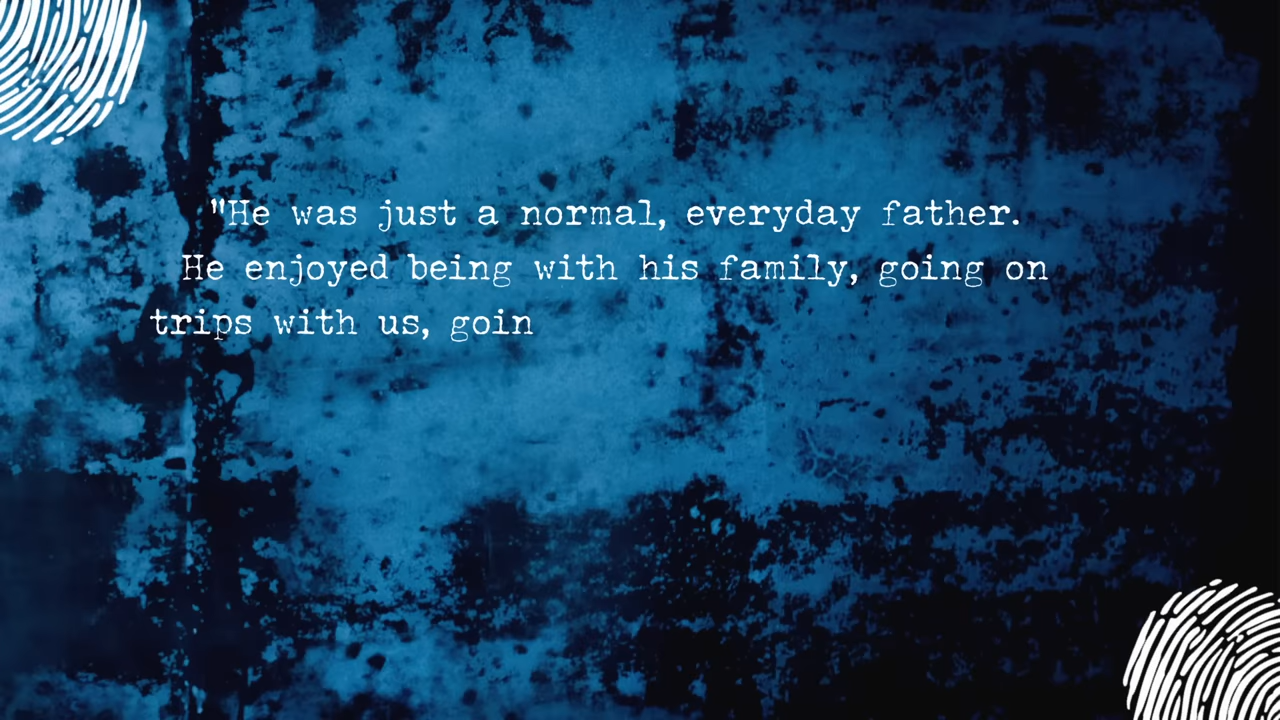 "He was just a normal, everyday father.
He enjoyed being with his family, going on
trips with us, goin